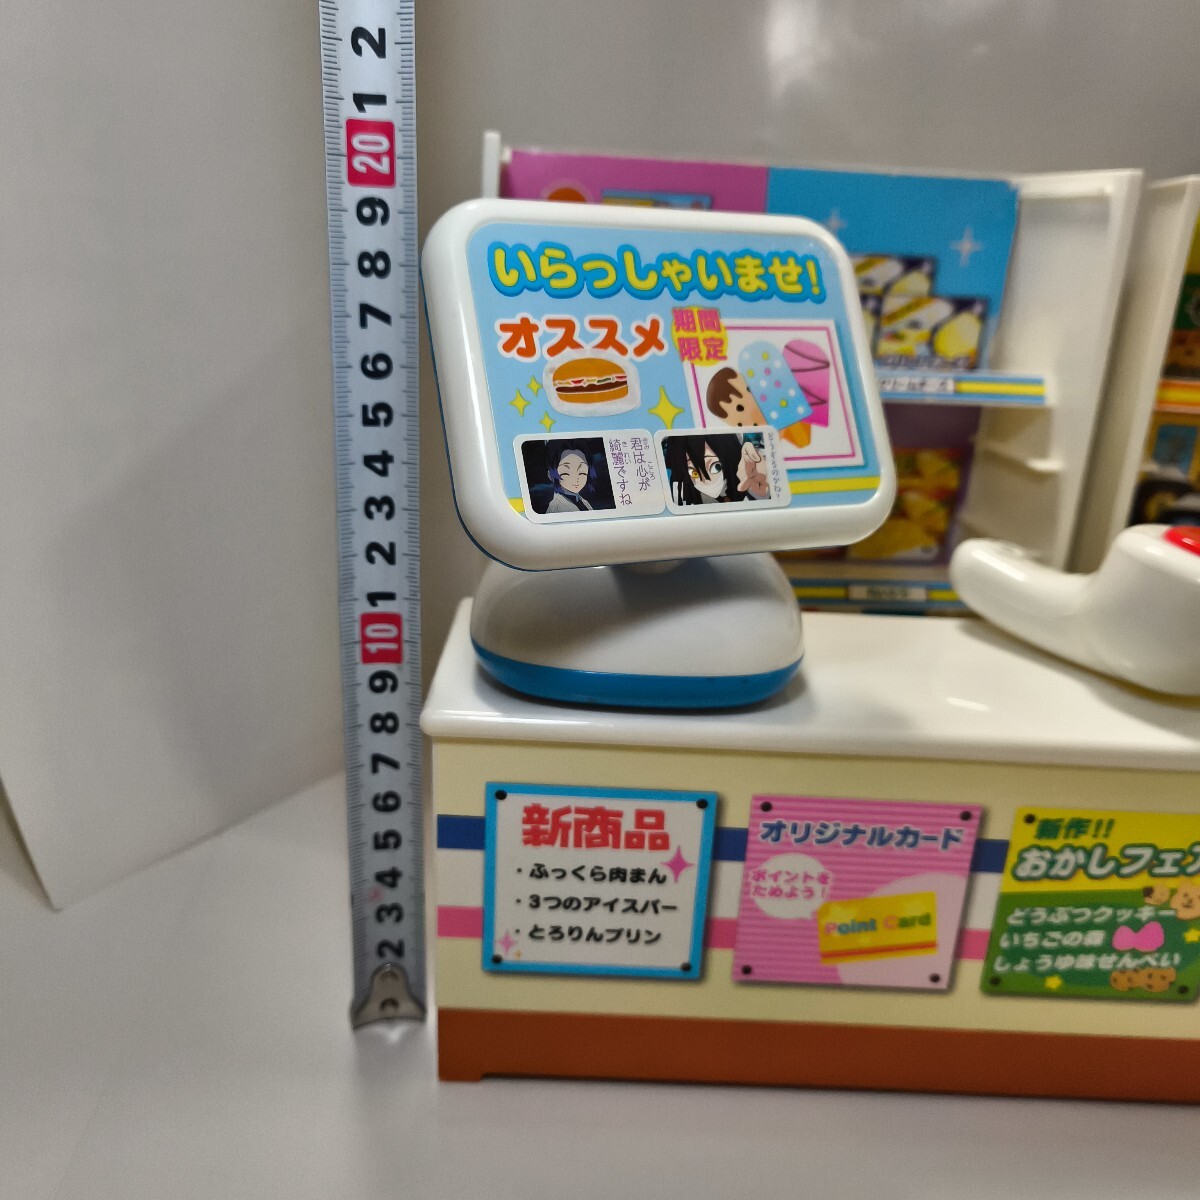 2
1
20
9
8
7
6
5
4
3
2
1
10
9
8
7
6
5
4
3
2
いらっしゃいませ!
オススメ
期間
限定
君は心が
綺麗ですね
新商品
・ふっくら肉まん
・3つのアイスバー
・とろりんプリン
オリジナルカード
ポイントを
ためよう!
Point Card
新作!!
おかしフェス
どうぶつクッキー
いちごの森
しょうゆ味せんべい